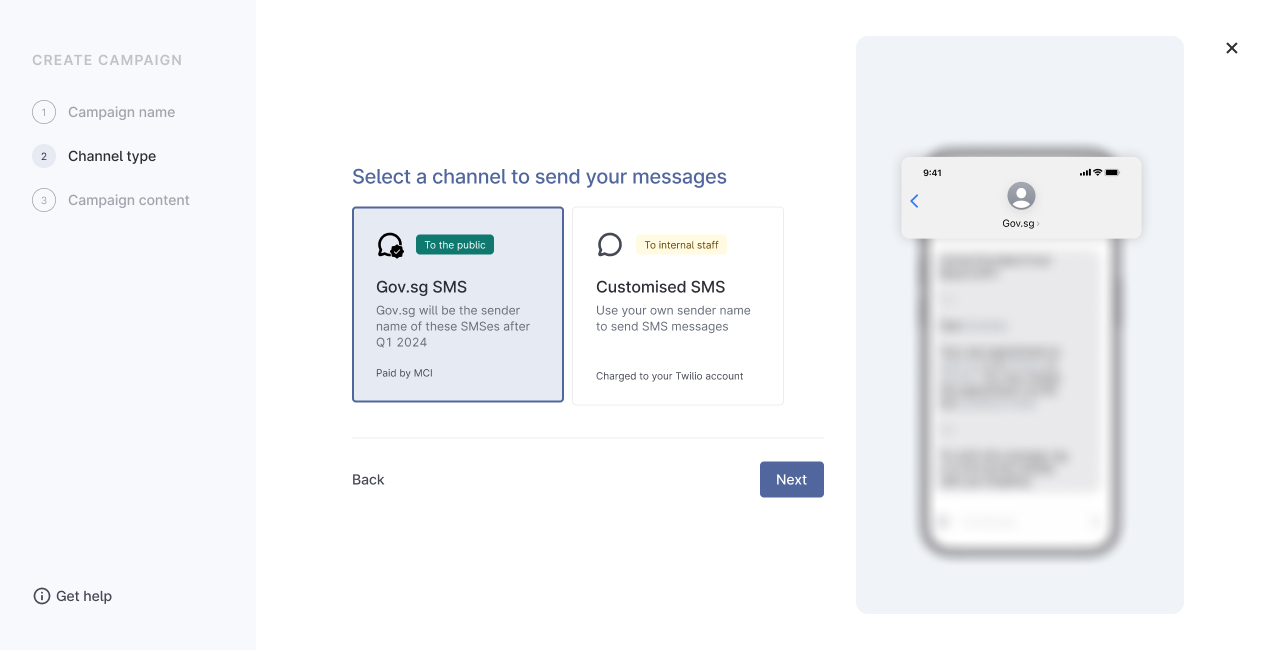 CREATE CAMPAIGN
1 Campaign name
2 Channel type
3 Campaign content
Get help
Select a channel to send your messages
To the public
Gov.sg SMS
Gov.sg will be the sender
name of these SMSes after
Q1 2024
Paid by MCI
To internal staff
Customised SMS
Use your own sender name
to send SMS messages
Charged to your Twilio account
Back
Next
9:41
Gov.sg